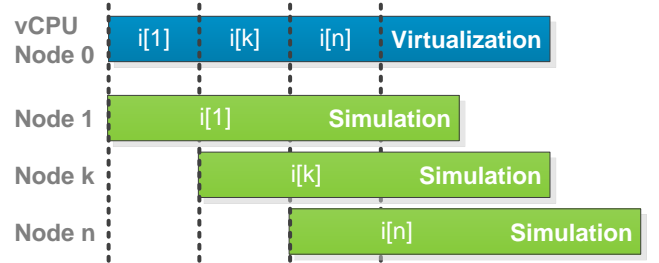 vCPU
Node 0
i[1] i[k] i[n] Virtualization
Node 1 i[1] Simulation
Node k i[k] Simulation
Node n i[n] Simulation